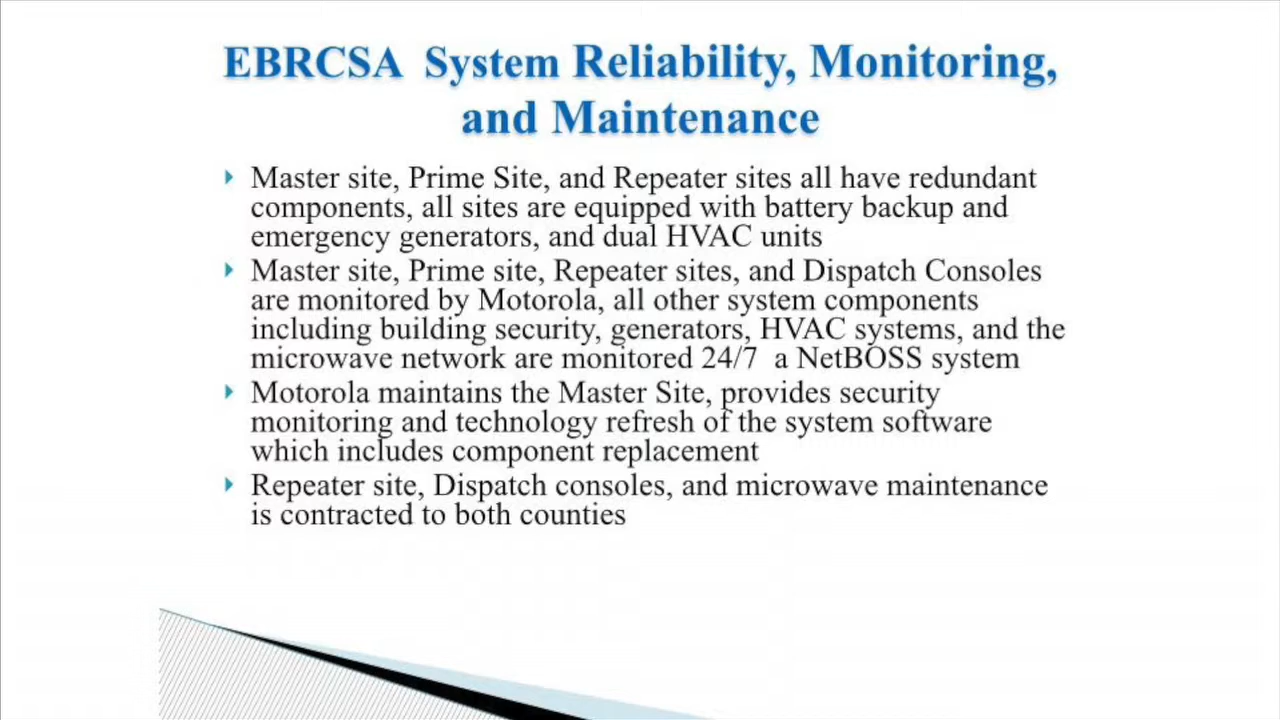 EBRCSA System Reliability, Monitoring,
and Maintenance
Master site, Prime Site, and Repeater sites all have redundant
components, all sites are equipped with battery backup and
emergency generators, and dual HVAC units
Master site, Prime site, Repeater sites, and Dispatch Consoles
are monitored by Motorola, all other system components
including building security, generators, HVAC systems, and the
microwave network are monitored 24/7 a NetBOSS system
Motorola maintains the Master Site, provides security
monitoring and technology refresh of the system software
which includes component replacement
Repeater site, Dispatch consoles, and microwave maintenance
is contracted to both counties